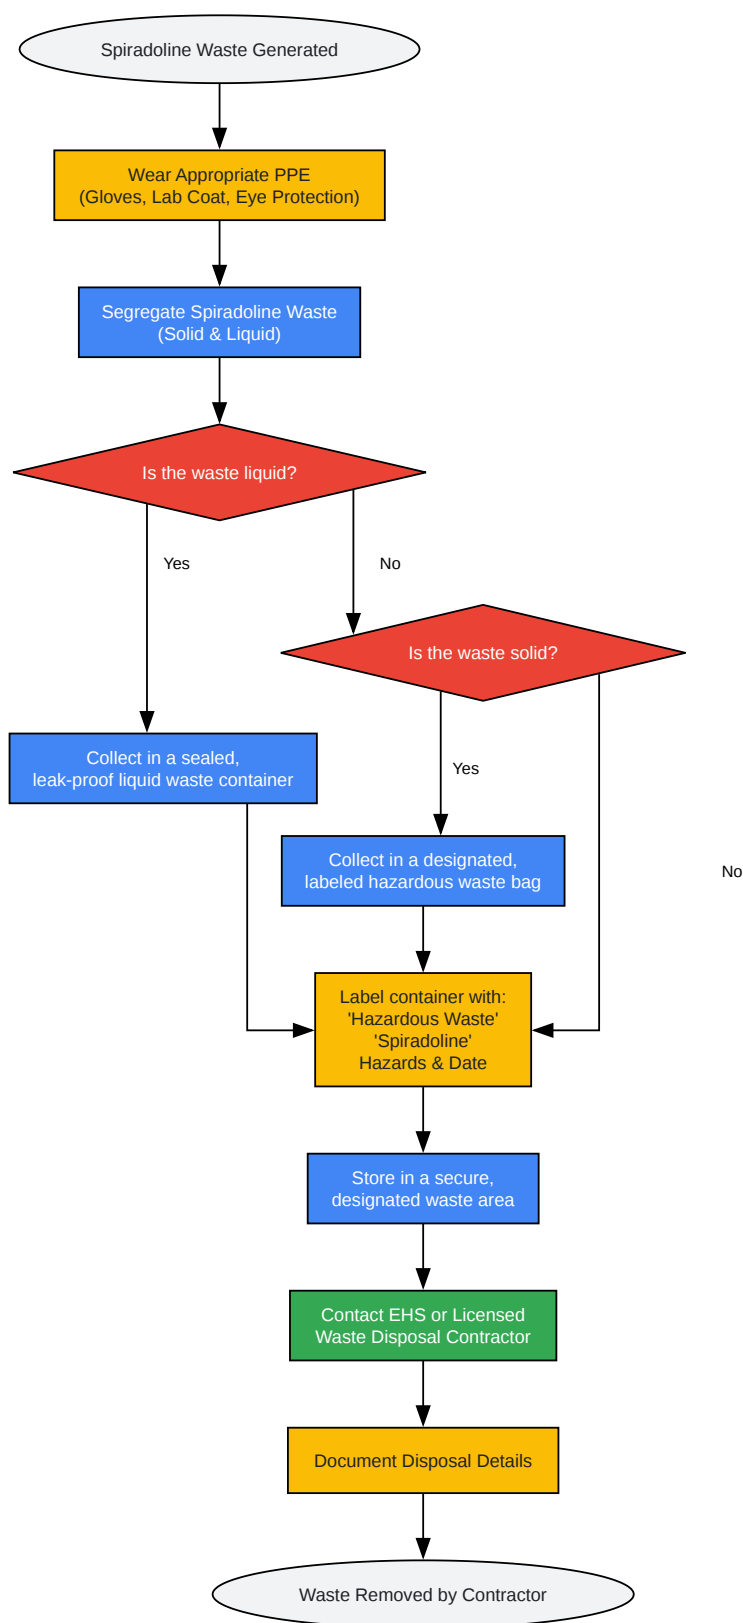 Spiradoline Waste Generated
Wear Appropriate PPE
(Gloves, Lab Coat, Eye Protection)
Segregate Spiradoline Waste
(Solid & Liquid)
Is the waste liquid?
Yes
No
Is the waste solid?
Collect in a sealed,
leak-proof liquid waste container
Yes
Collect in a designated,
labeled hazardous waste bag
No
Label container with:
'Hazardous Waste'
'Spiradoline'
Hazards & Date
Store in a secure,
designated waste area
Contact EHS or Licensed
Waste Disposal Contractor
Document Disposal Details
Waste Removed by Contractor